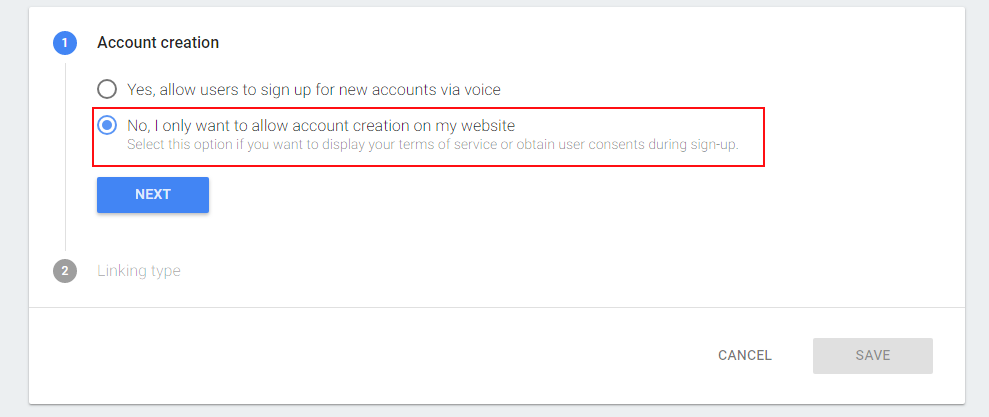 1 Account creation
Yes, allow users to sign up for new accounts via voice
No, I only want to allow account creation on my website
Select this option if you want to display your terms of service or obtain user consents during sign-up.
NEXT
2 Linking type
CANCEL SAVE